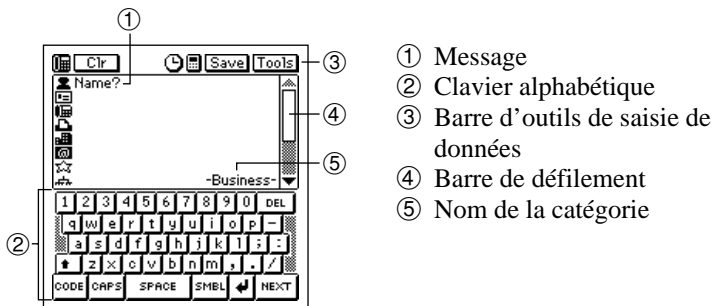 ①
Clr Save Tools ③
Name?
④
⑤
-Business-
1 2 3 4 5 6 7 8 9 0 DEL
q w e r t y u i o p -
② a s d f g h j k l ; :
z x c v b n m , . /
CODE CAPS SPACE SMBL NEXT
① Message
② Clavier alphabétique
③ Barre d’outils de saisie de
données
④ Barre de défilement
⑤ Nom de la catégorie